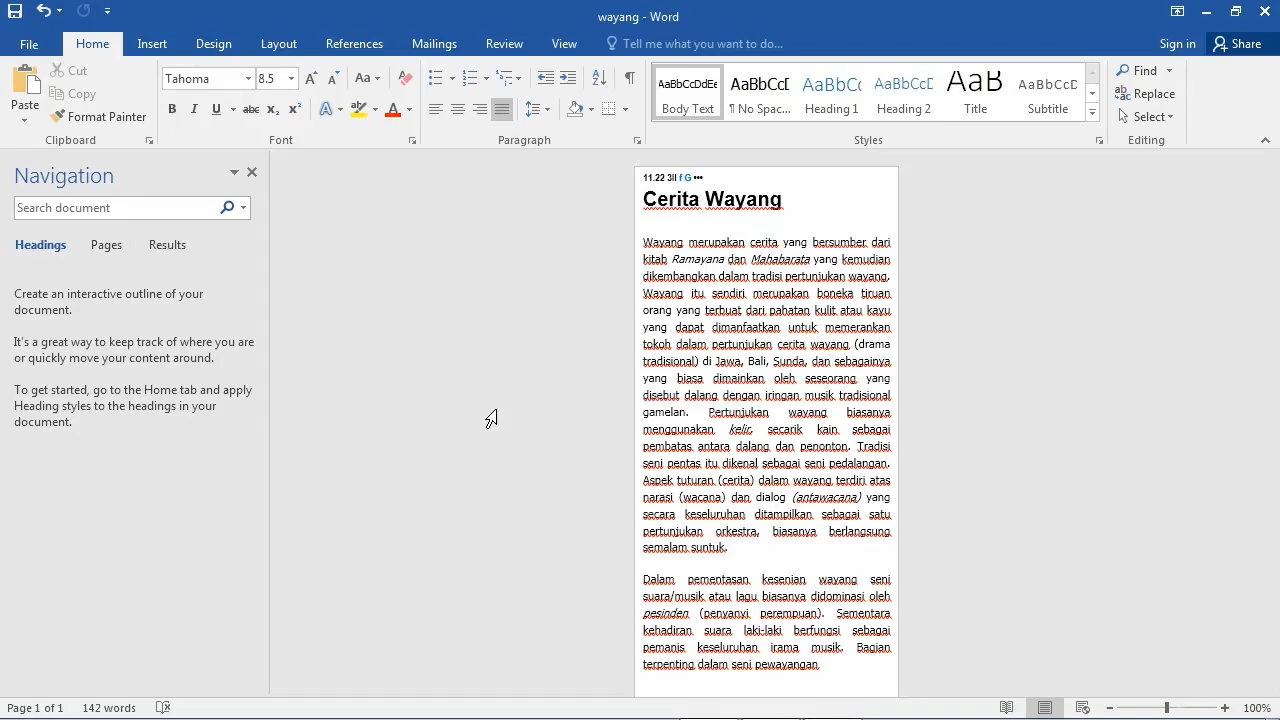 wayang - Word
File Home Insert Design Layout References Mailings Review View Tell me what you want to do... Sign in Share
Paste
Cut
Copy
Format Painter
Clipboard
Tahoma 8.5
Font
Paragraph
AaBbCcDdEe AaBbCcD AaBbCc AaBbCcD AaB AaBbCcD
Body Text ¶ No Spac... Heading 1 Heading 2 Title Subtitle
Styles
Find
Replace
Select
Editing
Navigation
Search document
Headings Pages Results
Create an interactive outline of your
document.
It's a great way to keep track of where you are
or quickly move your content around.
To get started, go to the Home tab and apply
Heading styles to the headings in your
document.
11.22 3ll f G •••
Cerita Wayang
Wayang merupakan cerita yang bersumber dari
kitab Ramayana dan Mahabarata yang kemudian
dikembangkan dalam tradisi pertunjukan wayang.
Wayang itu sendiri merupakan boneka tiruan
orang yang terbuat dari pahatan kulit atau kayu
yang dapat dimanfaatkan untuk memerankan
tokoh dalam pertunjukan cerita wayang (drama
tradisional) di Jawa, Bali, Sunda, dan sebagainya
yang biasa dimainkan oleh seseorang yang
disebut dalang dengan iringan musik tradisional
gamelan. Pertunjukan wayang biasanya
menggunakan kelir, secarik kain sebagai
pembatas antara dalang dan penonton. Tradisi
seni pentas itu dikenal sebagai seni pedalangan.
Aspek tuturan (cerita) dalam wayang terdiri atas
narasi (wacana) dan dialog (antawacana) yang
secara keseluruhan ditampilkan sebagai satu
pertunjukan orkestra, biasanya berlangsung
semalam suntuk.
Dalam pementasan kesenian wayang seni
suara/musik atau lagu biasanya didominasi oleh
pesinden (penyanyi perempuan). Sementara
kehadiran suara laki-laki berfungsi sebagai
pemanis keseluruhan irama musik. Bagian
terpenting dalam seni pewayangan
Page 1 of 1 142 words 100%